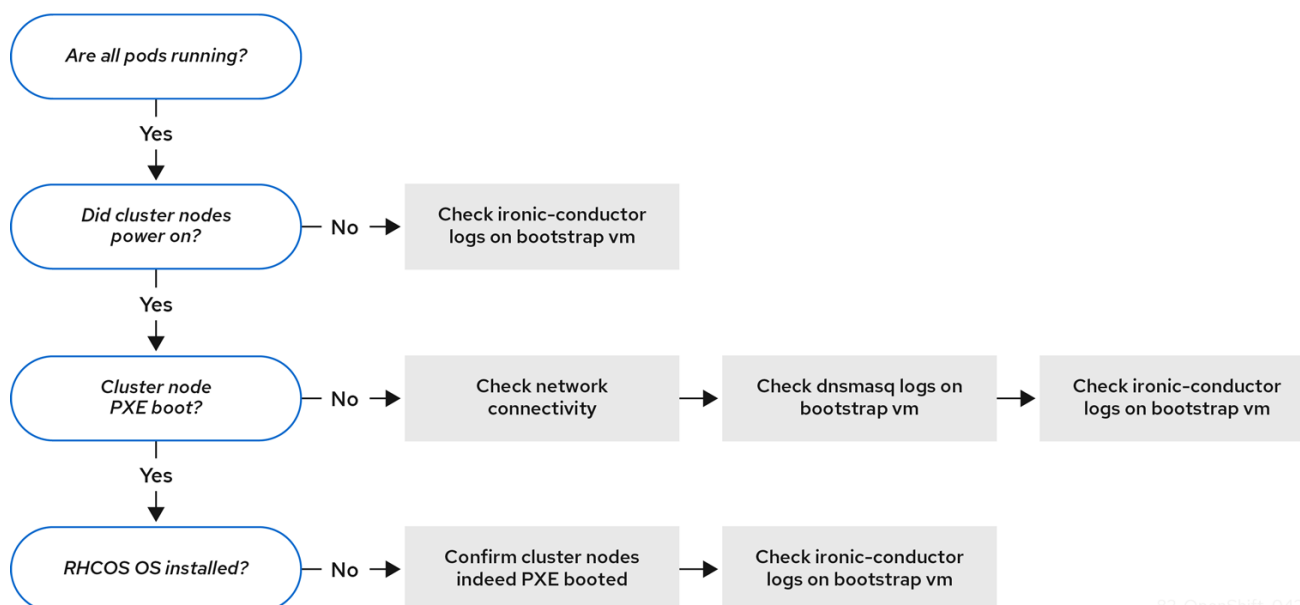 Are all pods running?
Yes
Did cluster nodes
power on?
No
Check ironic-conductor
logs on bootstrap vm
Yes
Cluster node
PXE boot?
No
Check network
connectivity
Check dnsmasq logs on
bootstrap vm
Check ironic-conductor
logs on bootstrap vm
Yes
RHCOS OS installed?
No
Confirm cluster nodes
indeed PXE booted
Check ironic-conductor
logs on bootstrap vm